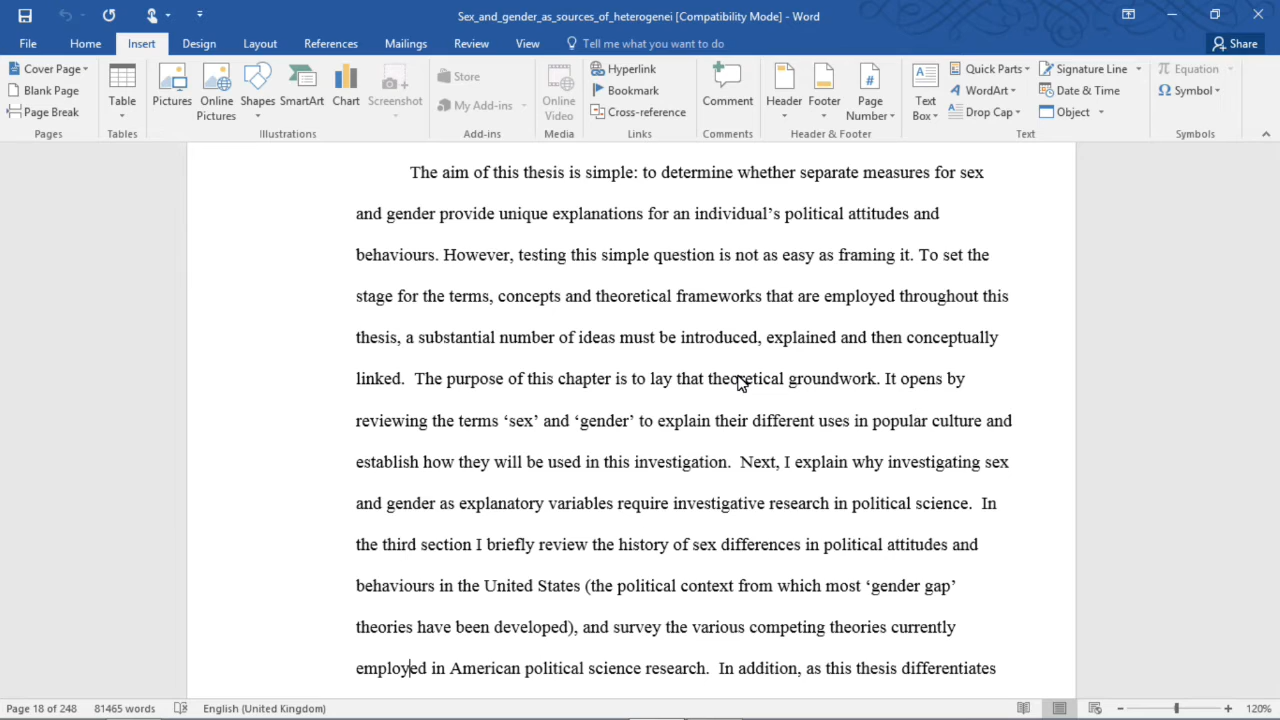 Sex_and_gender_as_sources_of_heterogenei [Compatibility Mode] - Word
File Home Insert Design Layout References Mailings Review View Tell me what you want to do Share
Cover Page
Blank Page
Page Break
Pages
Table
Tables
Pictures
Online Pictures
Shapes
SmartArt
Chart
Screenshot
Illustrations
Store
My Add-ins
Add-ins
Online Video
Media
Hyperlink
Bookmark
Cross-reference
Links
Comment
Comments
Header
Footer
Page Number
Header & Footer
Text Box
Quick Parts
WordArt
Drop Cap
Signature Line
Date & Time
Object
Text
Equation
Symbol
Symbols
The aim of this thesis is simple: to determine whether separate measures for sex
and gender provide unique explanations for an individual’s political attitudes and
behaviours. However, testing this simple question is not as easy as framing it. To set the
stage for the terms, concepts and theoretical frameworks that are employed throughout this
thesis, a substantial number of ideas must be introduced, explained and then conceptually
linked.  The purpose of this chapter is to lay that theoretical groundwork. It opens by
reviewing the terms ‘sex’ and ‘gender’ to explain their different uses in popular culture and
establish how they will be used in this investigation.  Next, I explain why investigating sex
and gender as explanatory variables require investigative research in political science.  In
the third section I briefly review the history of sex differences in political attitudes and
behaviours in the United States (the political context from which most ‘gender gap’
theories have been developed), and survey the various competing theories currently
employed in American political science research.  In addition, as this thesis differentiates
Page 18 of 248 81465 words English (United Kingdom) 120%